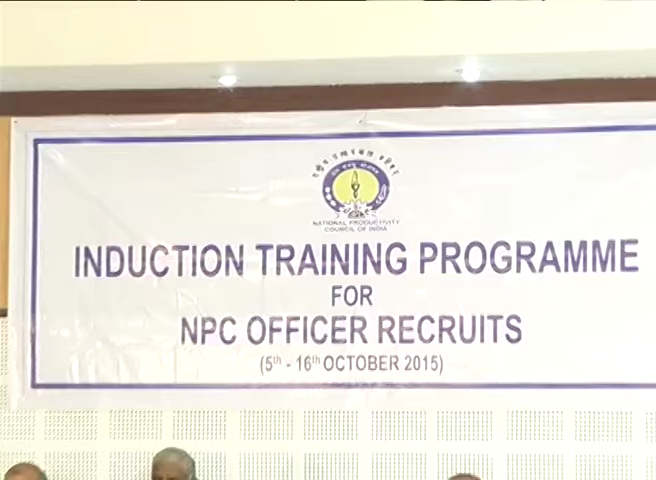 NATIONAL PRODUCTIVITY
COUNCIL OF INDIA
INDUCTION TRAINING PROGRAMME
FOR
NPC OFFICER RECRUITS
(5th - 16th OCTOBER 2015)